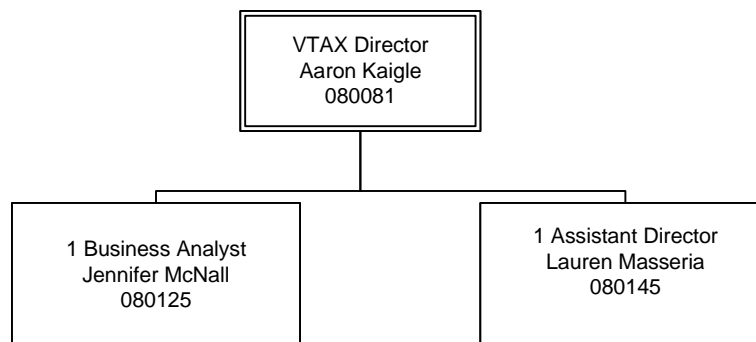 VTAX Director
Aaron Kaigle
080081
1 Business Analyst
Jennifer McNall
080125
1 Assistant Director
Lauren Masseria
080145